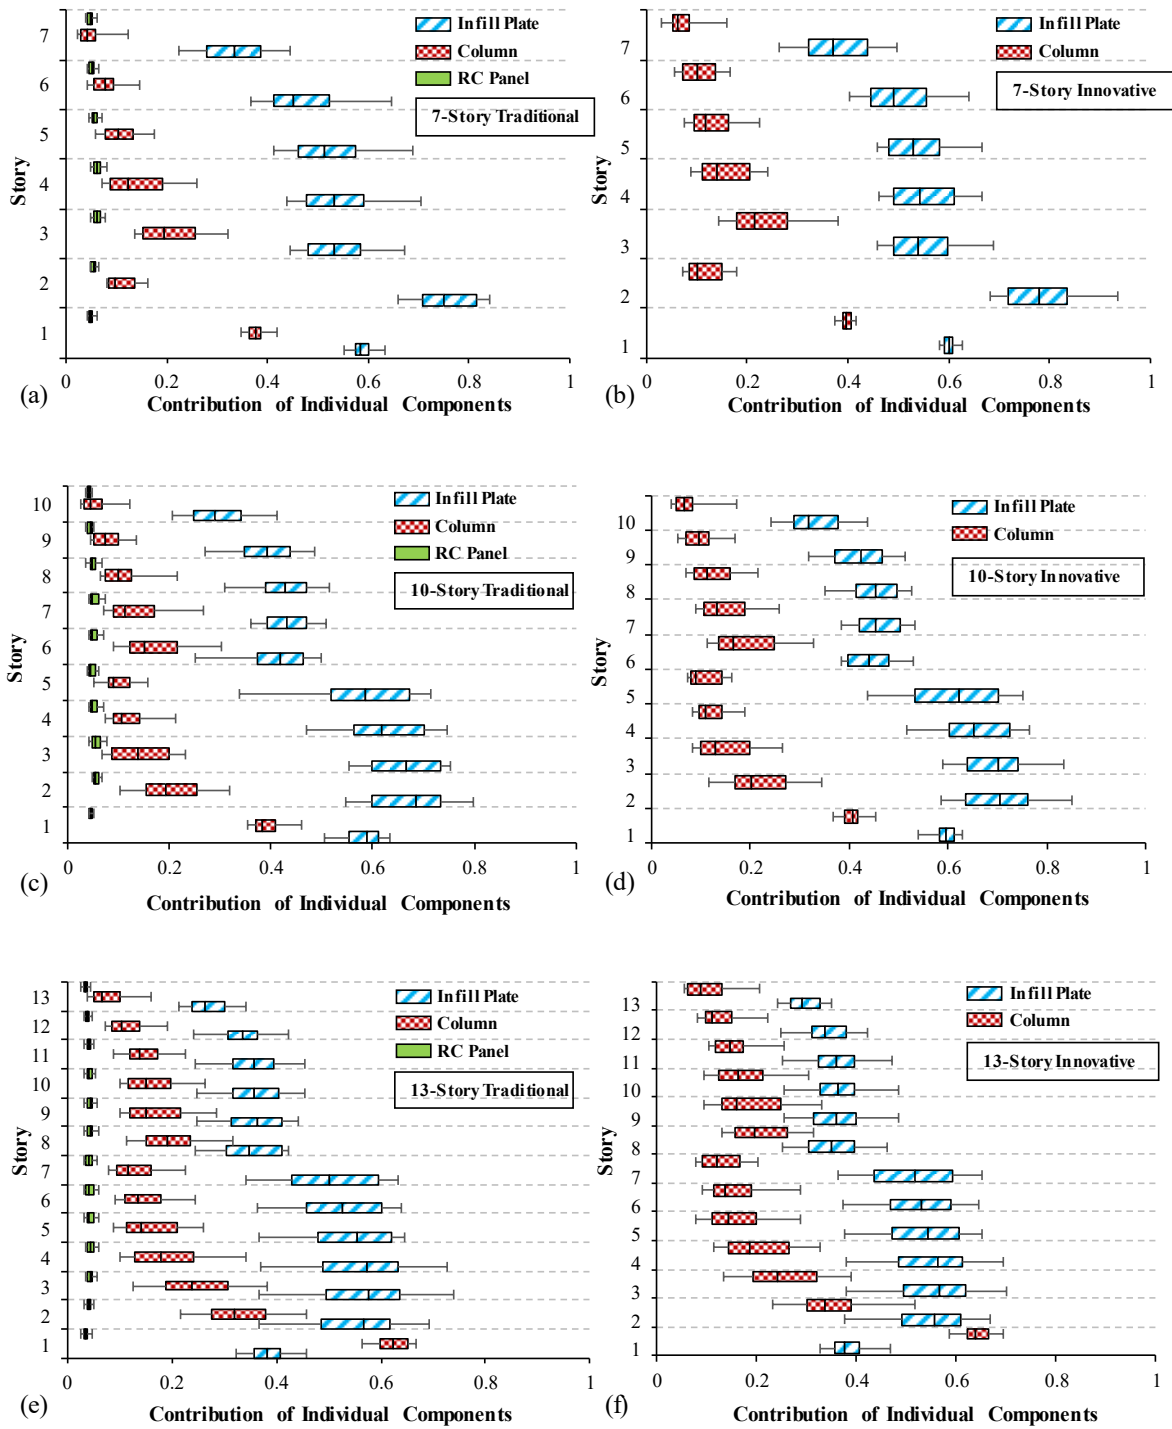 Infill Plate
Column
RC Panel
7-Story Traditional
7
6
5
4
3
2
1
Story
0 0.2 0.4 0.6 0.8 1
(a) Contribution of Individual Components
Infill Plate
Column
7-Story Innovative
7
6
5
4
3
2
1
Story
0 0.2 0.4 0.6 0.8 1
(b) Contribution of Individual Components
Infill Plate
Column
RC Panel
10-Story Traditional
10
9
8
7
6
5
4
3
2
1
Story
0 0.2 0.4 0.6 0.8 1
(c)
Contribution of Individual Components
Infill Plate
Column
10-Story Innovative
10
9
8
7
6
5
4
3
2
1
Story
0 0.2 0.4 0.6 0.8 1
(d)
Contribution of Individual Components
Infill Plate
Column
RC Panel
13-Story Traditional
13
12
11
10
9
8
7
6
5
4
3
2
1
Story
0 0.2 0.4 0.6 0.8 1
(e) Contribution of Individual Components
Infill Plate
Column
13-Story Innovative
13
12
11
10
9
8
7
6
5
4
3
2
1
Story
0 0.2 0.4 0.6 0.8 1
(f) Contribution of Individual Components